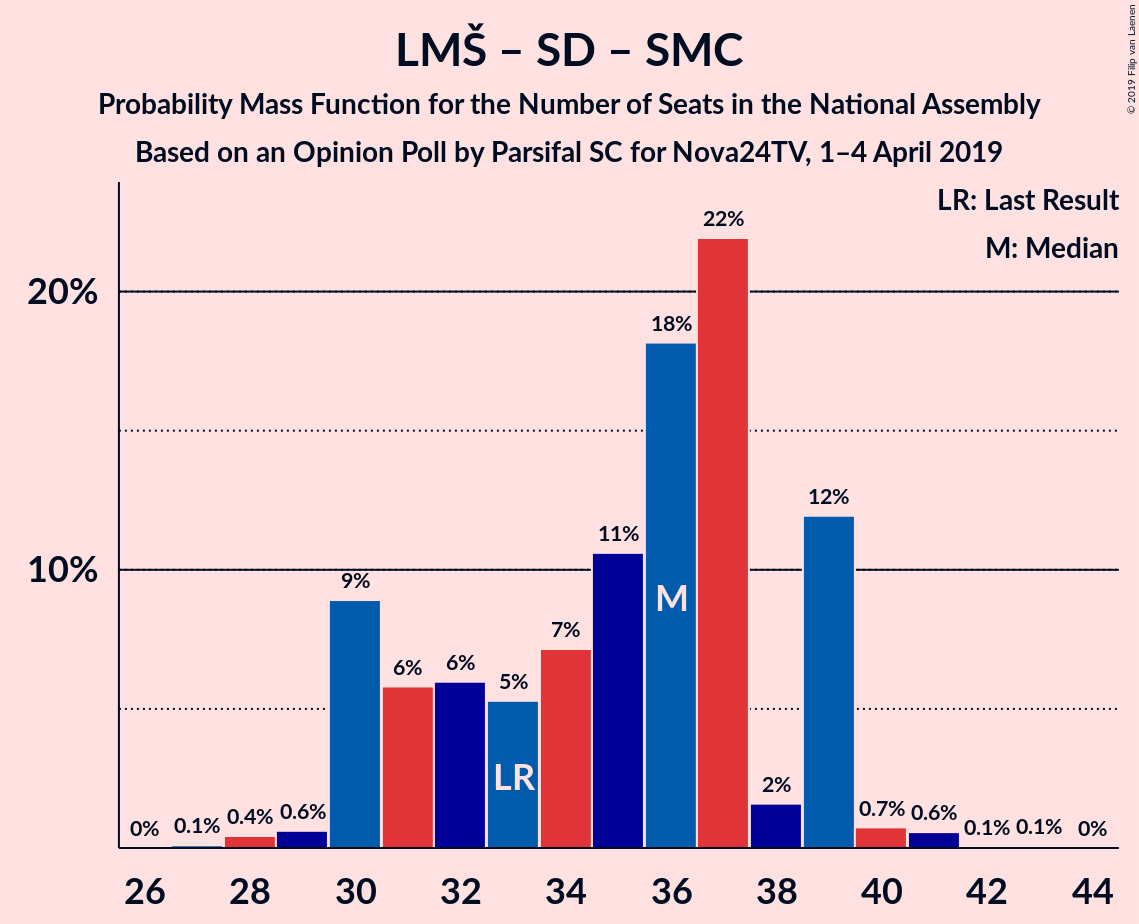 LMŠ – SD – SMC
Probability Mass Function for the Number of Seats in the National Assembly
Based on an Opinion Poll by Parsifal SC for Nova24TV, 1–4 April 2019
© 2019 Filip van Laenen
LR: Last Result
M: Median
20%
10%
0%
0.1%
0.4%
0.6%
9%
6%
6%
5%
7%
11%
18%
22%
2%
12%
0.7%
0.6%
0.1%
0.1%
0%
LR
M
26 28 30 32 34 36 38 40 42 44